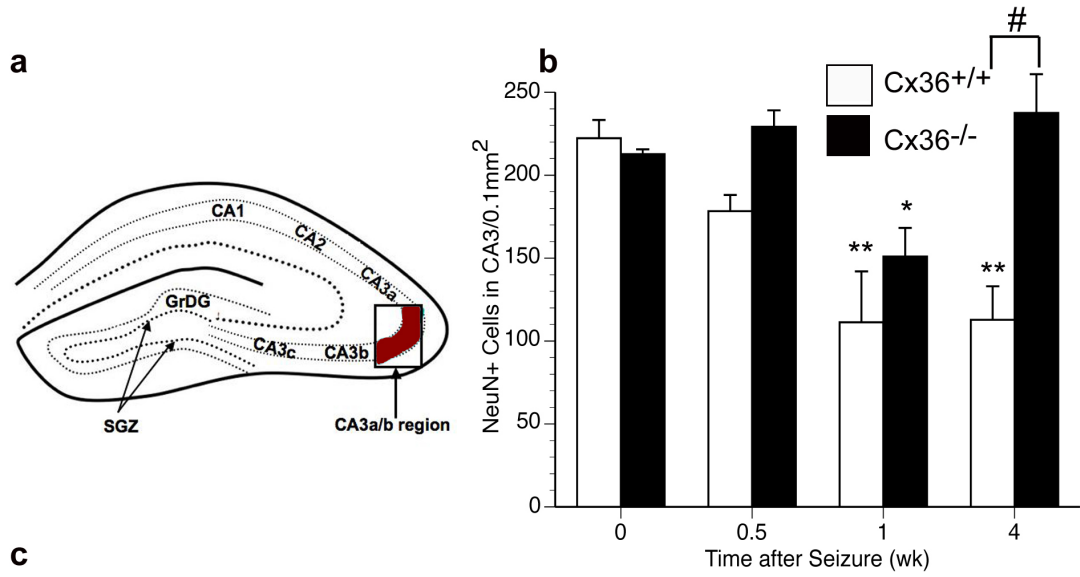 a
CA1
CA2
CA3a
GrDG
CA3c
CA3b
SGZ
CA3a/b region
b
#
Cx36+/+
Cx36-/-
NeuN+ Cells in CA3/0.1mm2
250
200
150
100
50
0
**
*
**
0 0.5 1 4
Time after Seizure (wk)
c